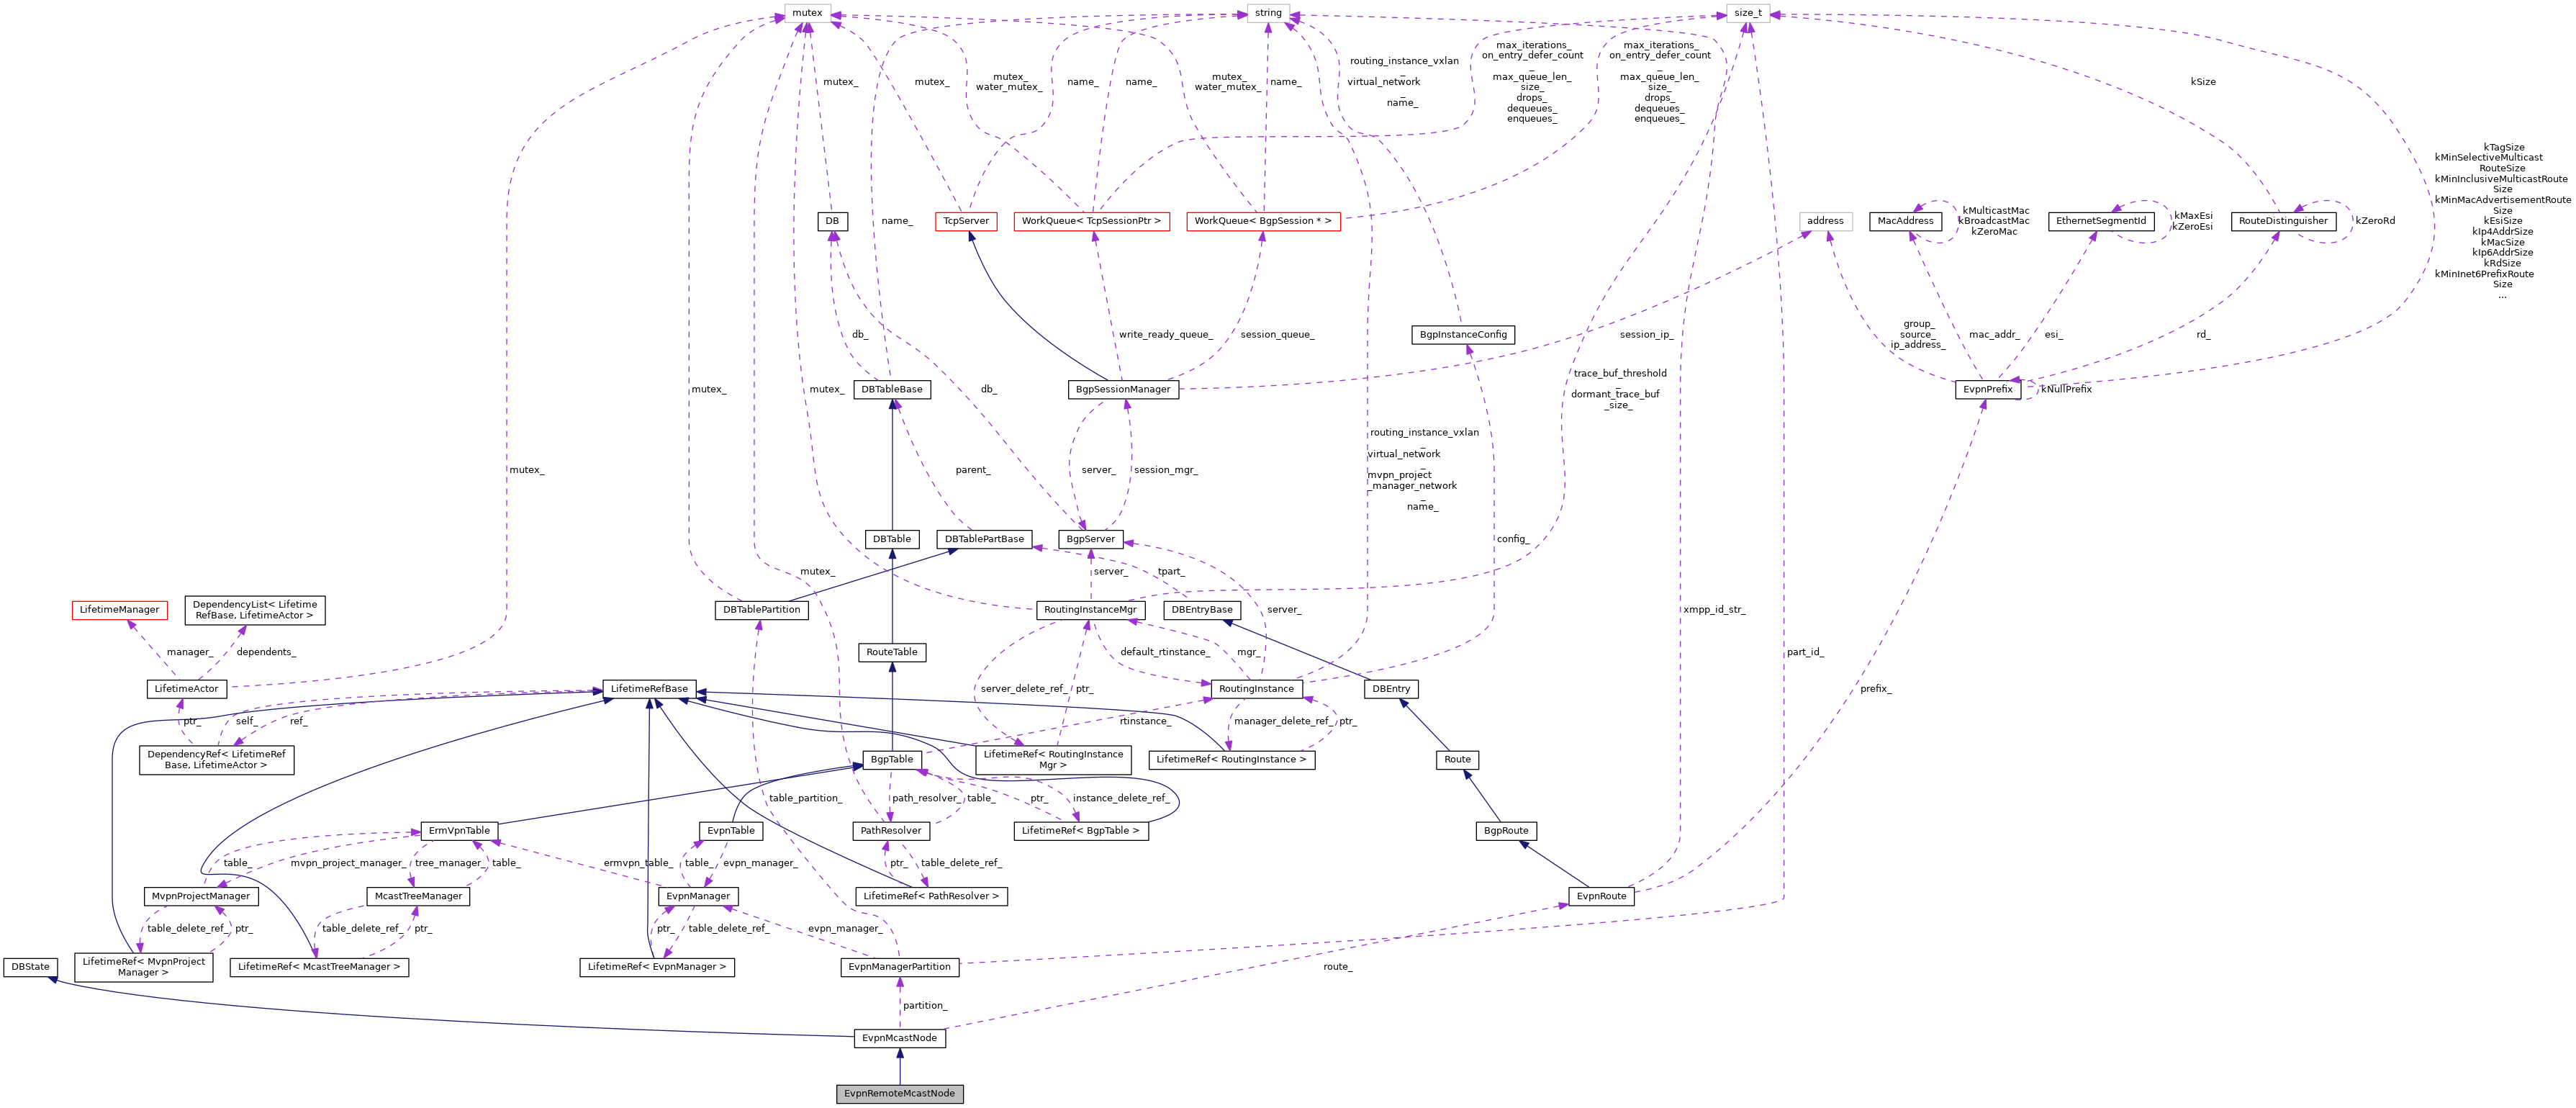 mutex
string
size_t
max_iterations_
on_entry_defer_count
_
max_queue_len_
size_
drops_
dequeues_
enqueues_
max_iterations_
on_entry_defer_count
_
max_queue_len_
size_
drops_
dequeues_
enqueues_
routing_instance_vxlan
_
virtual_network
_
name_
mutex_
mutex_
mutex_
water_mutex_
name_
name_
mutex_
water_mutex_
name_
kSize
kTagSize
kMinSelectiveMulticast
RouteSize
kMinInclusiveMulticastRoute
Size
kMinMacAdvertisementRoute
Size
kEsiSize
kIp4AddrSize
kMacSize
kIp6AddrSize
kRdSize
kMinInet6PrefixRoute
Size
...
DB
name_
TcpServer
WorkQueue< TcpSessionPtr >
WorkQueue< BgpSession * >
address
MacAddress
kMulticastMac
kBroadcastMac
kZeroMac
EthernetSegmentId
kMaxEsi
kZeroEsi
RouteDistinguisher
kZeroRd
db_
write_ready_queue_
session_queue_
BgpInstanceConfig
session_ip_
group_
source_
ip_address_
mac_addr_
esi_
rd_
mutex_
mutex_
DBTableBase
db_
BgpSessionManager
trace_buf_threshold
_
dormant_trace_buf
_size_
EvpnPrefix
kNullPrefix
mutex_
parent_
server_
session_mgr_
routing_instance_vxlan
_
virtual_network
_
mvpn_project
_manager_network
_
name_
DBTable
DBTablePartBase
BgpServer
config_
mutex_
server_
tpart_
LifetimeManager
DependencyList< Lifetime
RefBase, LifetimeActor >
DBTablePartition
RoutingInstanceMgr
DBEntryBase
server_
xmpp_id_str_
manager_
dependents_
RouteTable
default_rtinstance_
mgr_
part_id_
LifetimeActor
LifetimeRefBase
server_delete_ref_
ptr_
RoutingInstance
DBEntry
prefix_
ptr_
self_
ref_
rtinstance_
manager_delete_ref_
ptr_
DependencyRef< LifetimeRef
Base, LifetimeActor >
BgpTable
LifetimeRef< RoutingInstance
Mgr >
LifetimeRef< RoutingInstance >
Route
table_partition_
path_resolver_
table_
ptr_
instance_delete_ref_
ErmVpnTable
EvpnTable
PathResolver
LifetimeRef< BgpTable >
BgpRoute
table_
mvpn_project_manager_
tree_manager_
table_
ermvpn_table_
table_
evpn_manager_
ptr_
table_delete_ref_
MvpnProjectManager
McastTreeManager
EvpnManager
LifetimeRef< PathResolver >
EvpnRoute
table_delete_ref_
ptr_
table_delete_ref_
ptr_
ptr_
table_delete_ref_
evpn_manager_
DBState
LifetimeRef< MvpnProject
Manager >
LifetimeRef< McastTreeManager >
LifetimeRef< EvpnManager >
EvpnManagerPartition
route_
partition_
EvpnMcastNode
EvpnRemoteMcastNode